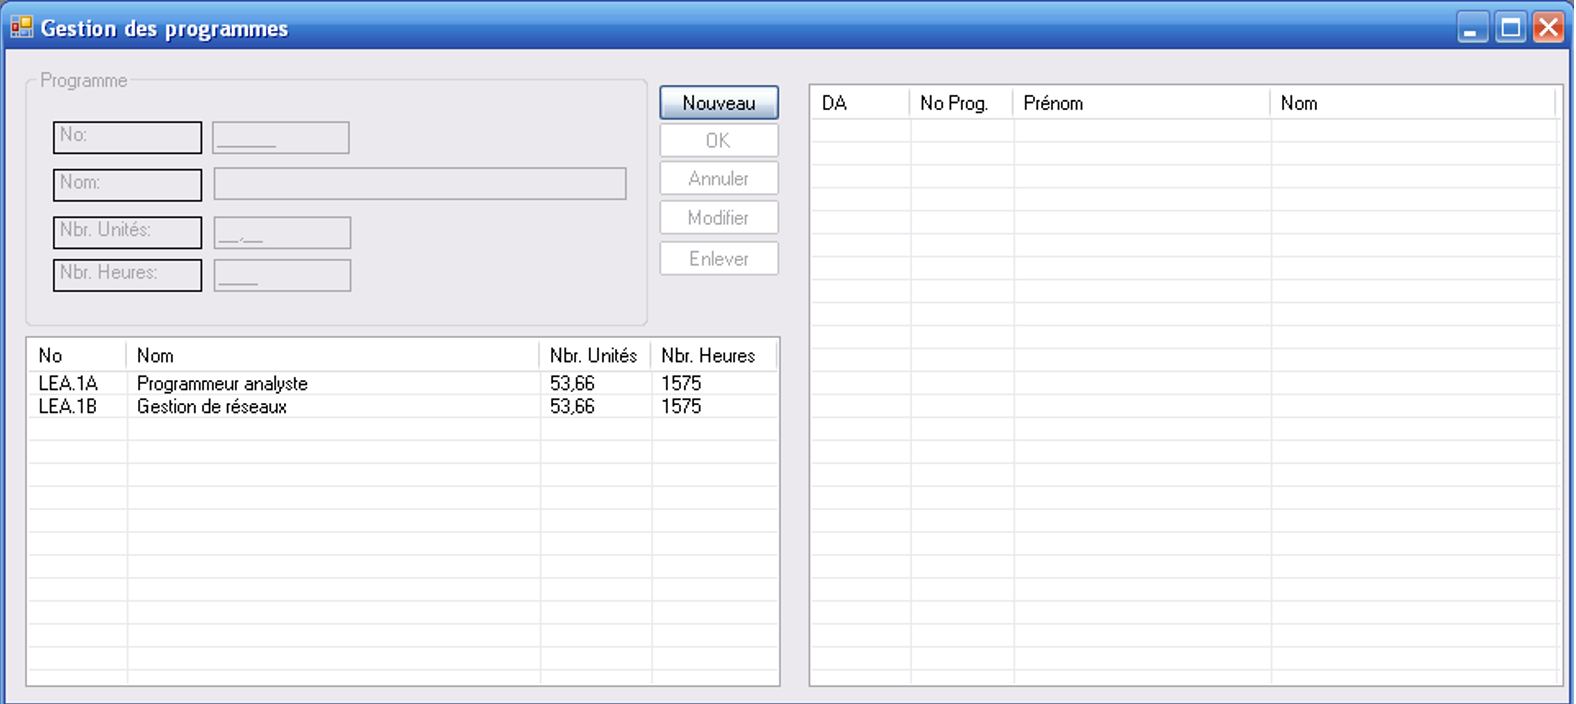 Gestion des programmes
Programme
No: ______
Nom:
Nbr. Unités: __,__
Nbr. Heures: ____
Nouveau
OK
Annuler
Modifier
Enlever
No Nom Nbr. Unités Nbr. Heures
LEA.1A Programmeur analyste 53,66 1575
LEA.1B Gestion de réseaux 53,66 1575
DA No Prog. Prénom Nom